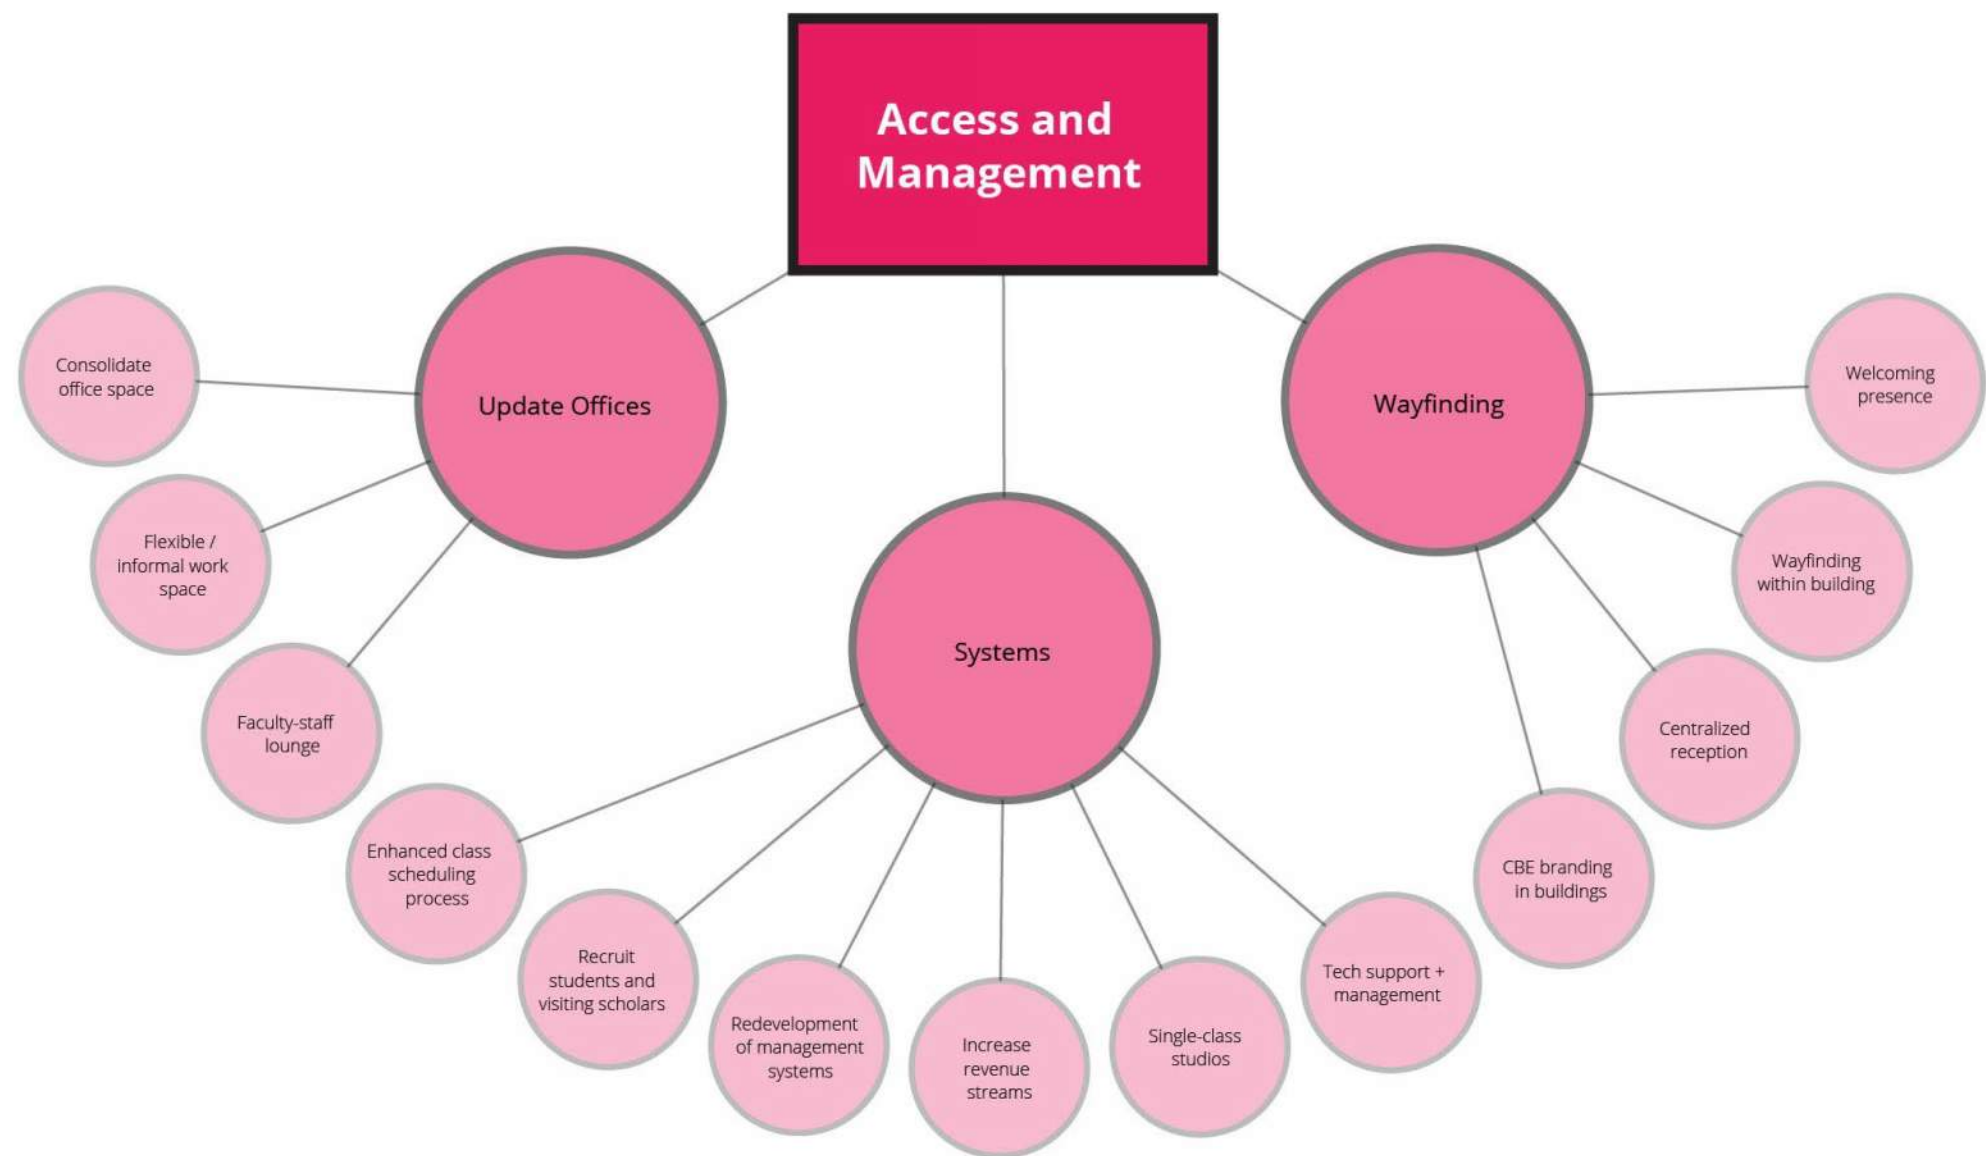 Access and
Management
Update Offices
Wayfinding
Systems
Consolidate
office space
Flexible /
informal work
space
Faculty-staff
lounge
Enhanced class
scheduling
process
Recruit
students and
visiting scholars
Redevelopment
of management
systems
Increase
revenue
streams
Single-class
studios
Tech support +
management
CBE branding
in buildings
Centralized
reception
Wayfinding
within building
Welcoming
presence